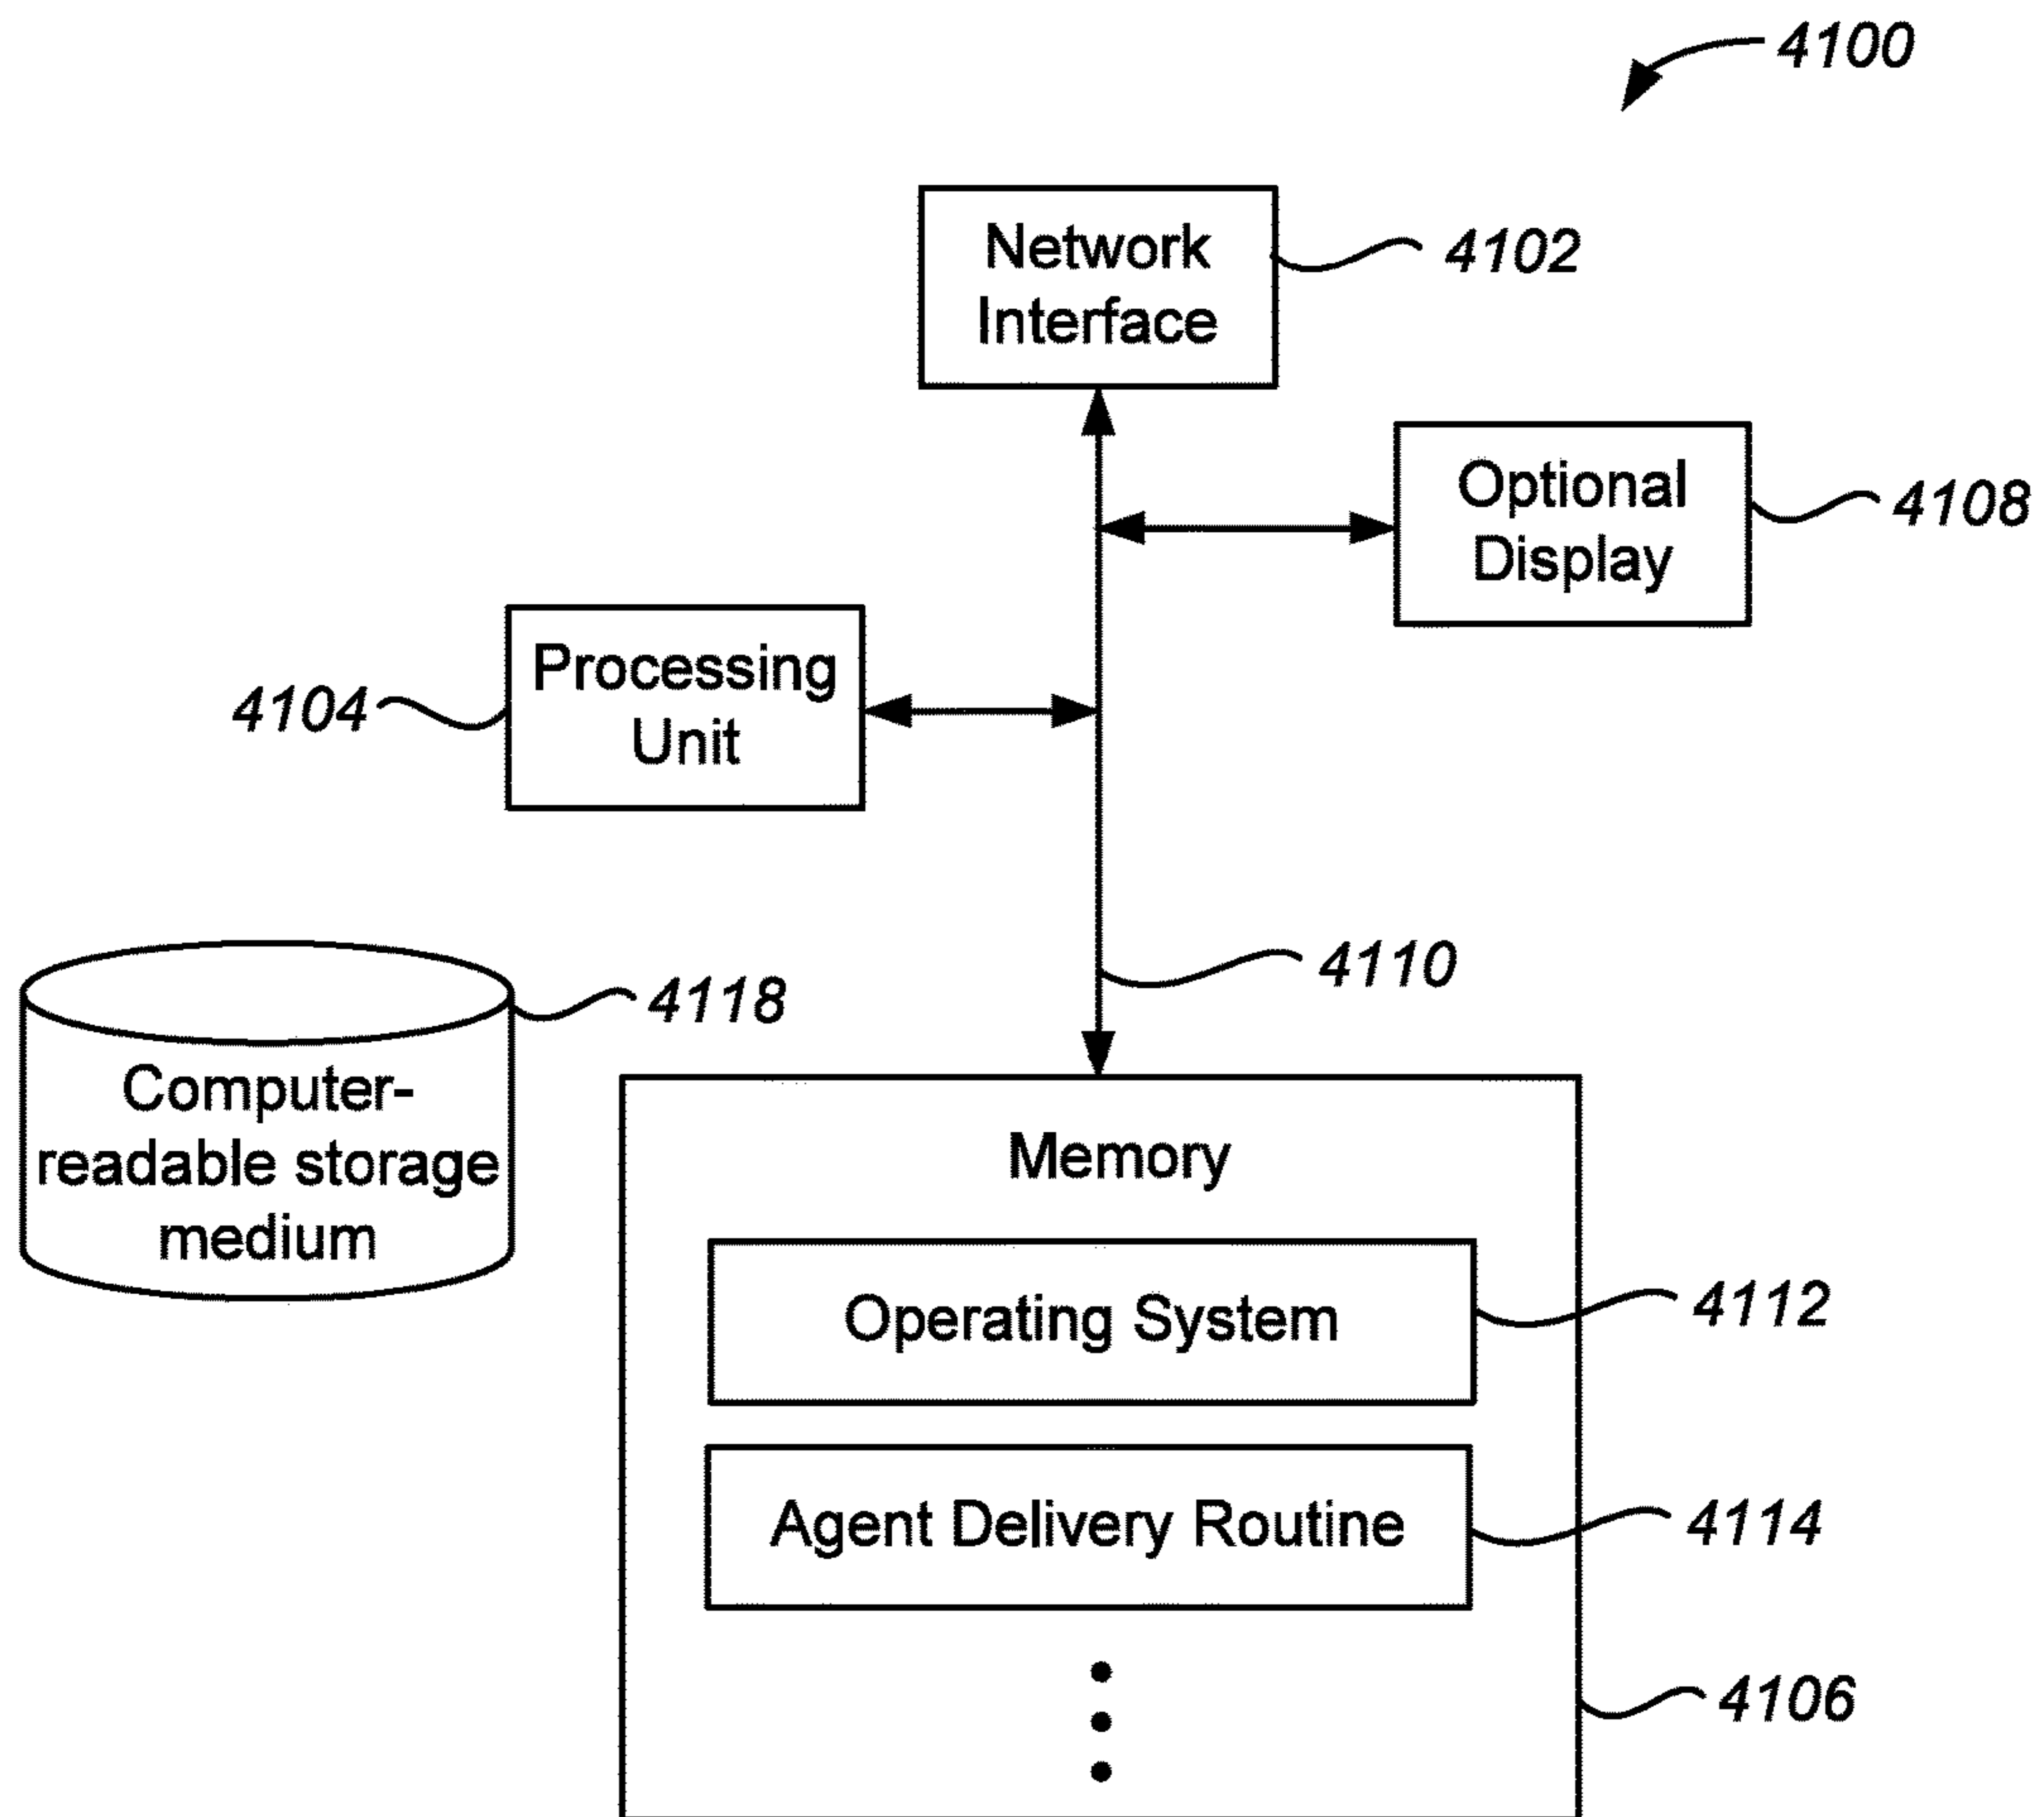 4100
Network
Interface
4102
Optional
Display
4108
Processing
Unit
4104
4110
4118
Computer-
readable storage
medium
Memory
Operating System
4112
Agent Delivery Routine
4114
4106